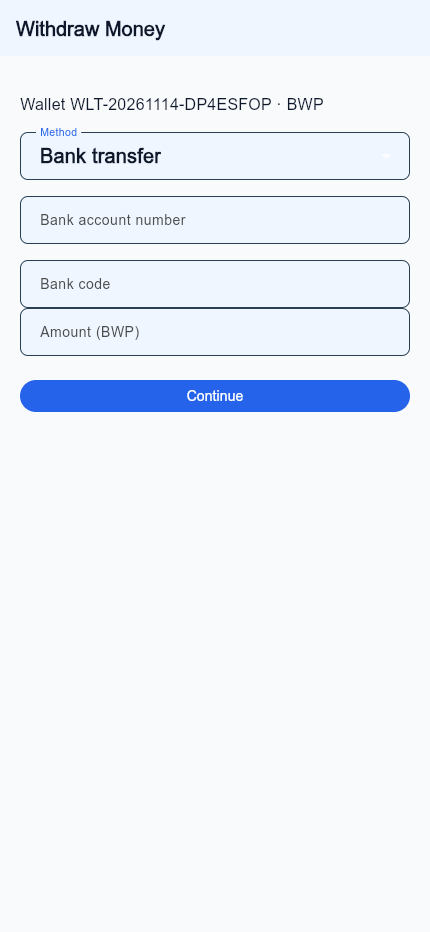 Withdraw Money
Wallet WLT-20261114-DP4ESFOP · BWP
Method
Bank transfer
Bank account number
Bank code
Amount (BWP)
Continue